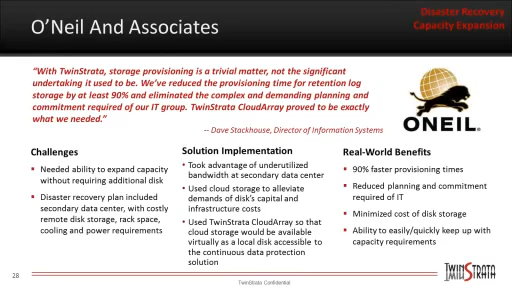 Disaster Recovery
Capacity Expansion
O'Neil And Associates
"With TwinStrata, storage provisioning is a trivial matter, not the significant
undertaking it used to be. We've reduced the provisioning time for retention log
storage by at least 90% and eliminated the complex and demanding planning and
commitment required of our IT group. TwinStrata CloudArray proved to be exactly
what we needed."
-- Dave Stackhouse, Director of Information Systems
ONEIL®
Challenges
▪ Needed ability to expand capacity
without requiring additional disk
▪ Disaster recovery plan included
secondary data center, with costly
remote disk storage, rack space,
cooling and power requirements
Solution Implementation
• Took advantage of underutilized
bandwidth at secondary data center
• Used cloud storage to alleviate
demands of disk's capital and
infrastructure costs
• Used TwinStrata CloudArray so that
cloud storage would be available
virtually as a local disk accessible to
the continuous data protection
solution
Real-World Benefits
▪ 90% faster provisioning times
▪ Reduced planning and commitment
required of IT
▪ Minimized cost of disk storage
▪ Ability to easily/quickly keep up with
capacity requirements
28
TwinStrata Confidential
TWINSTRATA